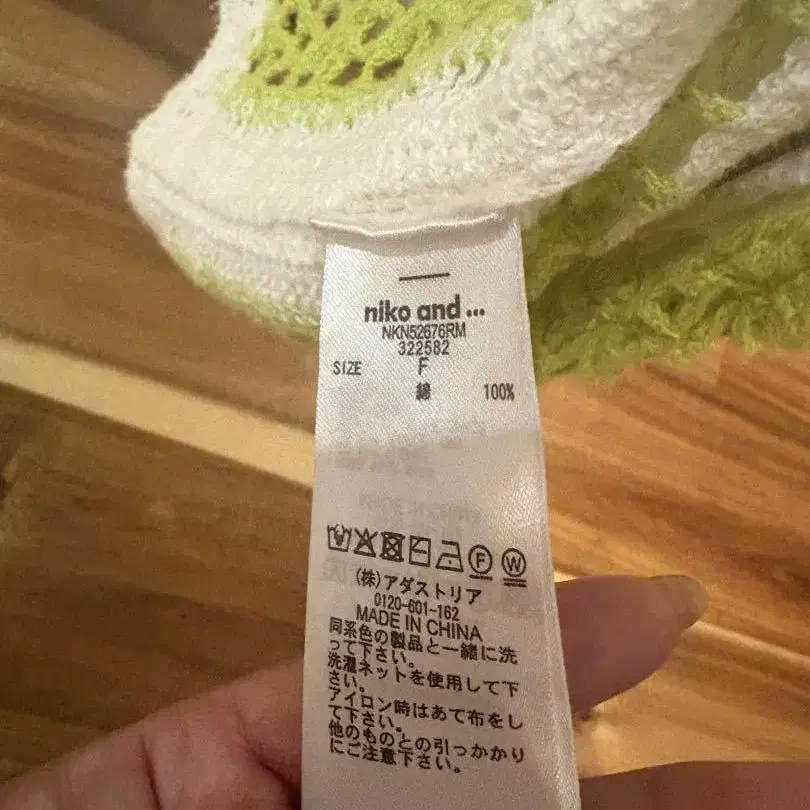 niko and ...
NKN52676RM
322582
SIZE F
綿 100%
F W
(株)アダストリア
0120-601-162
MADE IN CHINA
同系色の製品と一緒に洗
って下さい。
洗濯ネットを使用して下
さい。
アイロン時はあて布をし
て下さい。
他のものとの引っかかり
にご注意下さい。